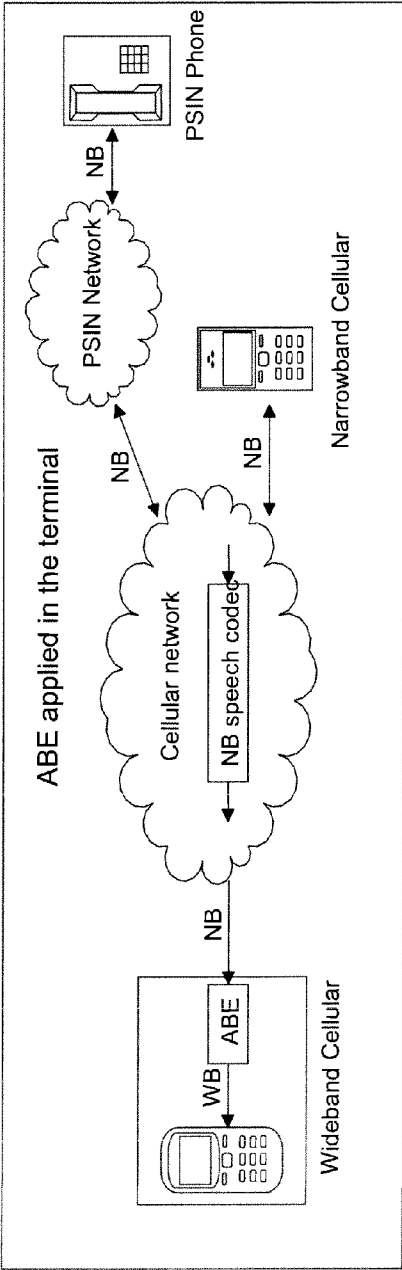 ABE applied in the terminal
WB
ABE
Wideband Cellular
NB
Cellular network
NB speech codec
NB
PSIN Network
NB
PSIN Phone
NB
Narrowband Cellular